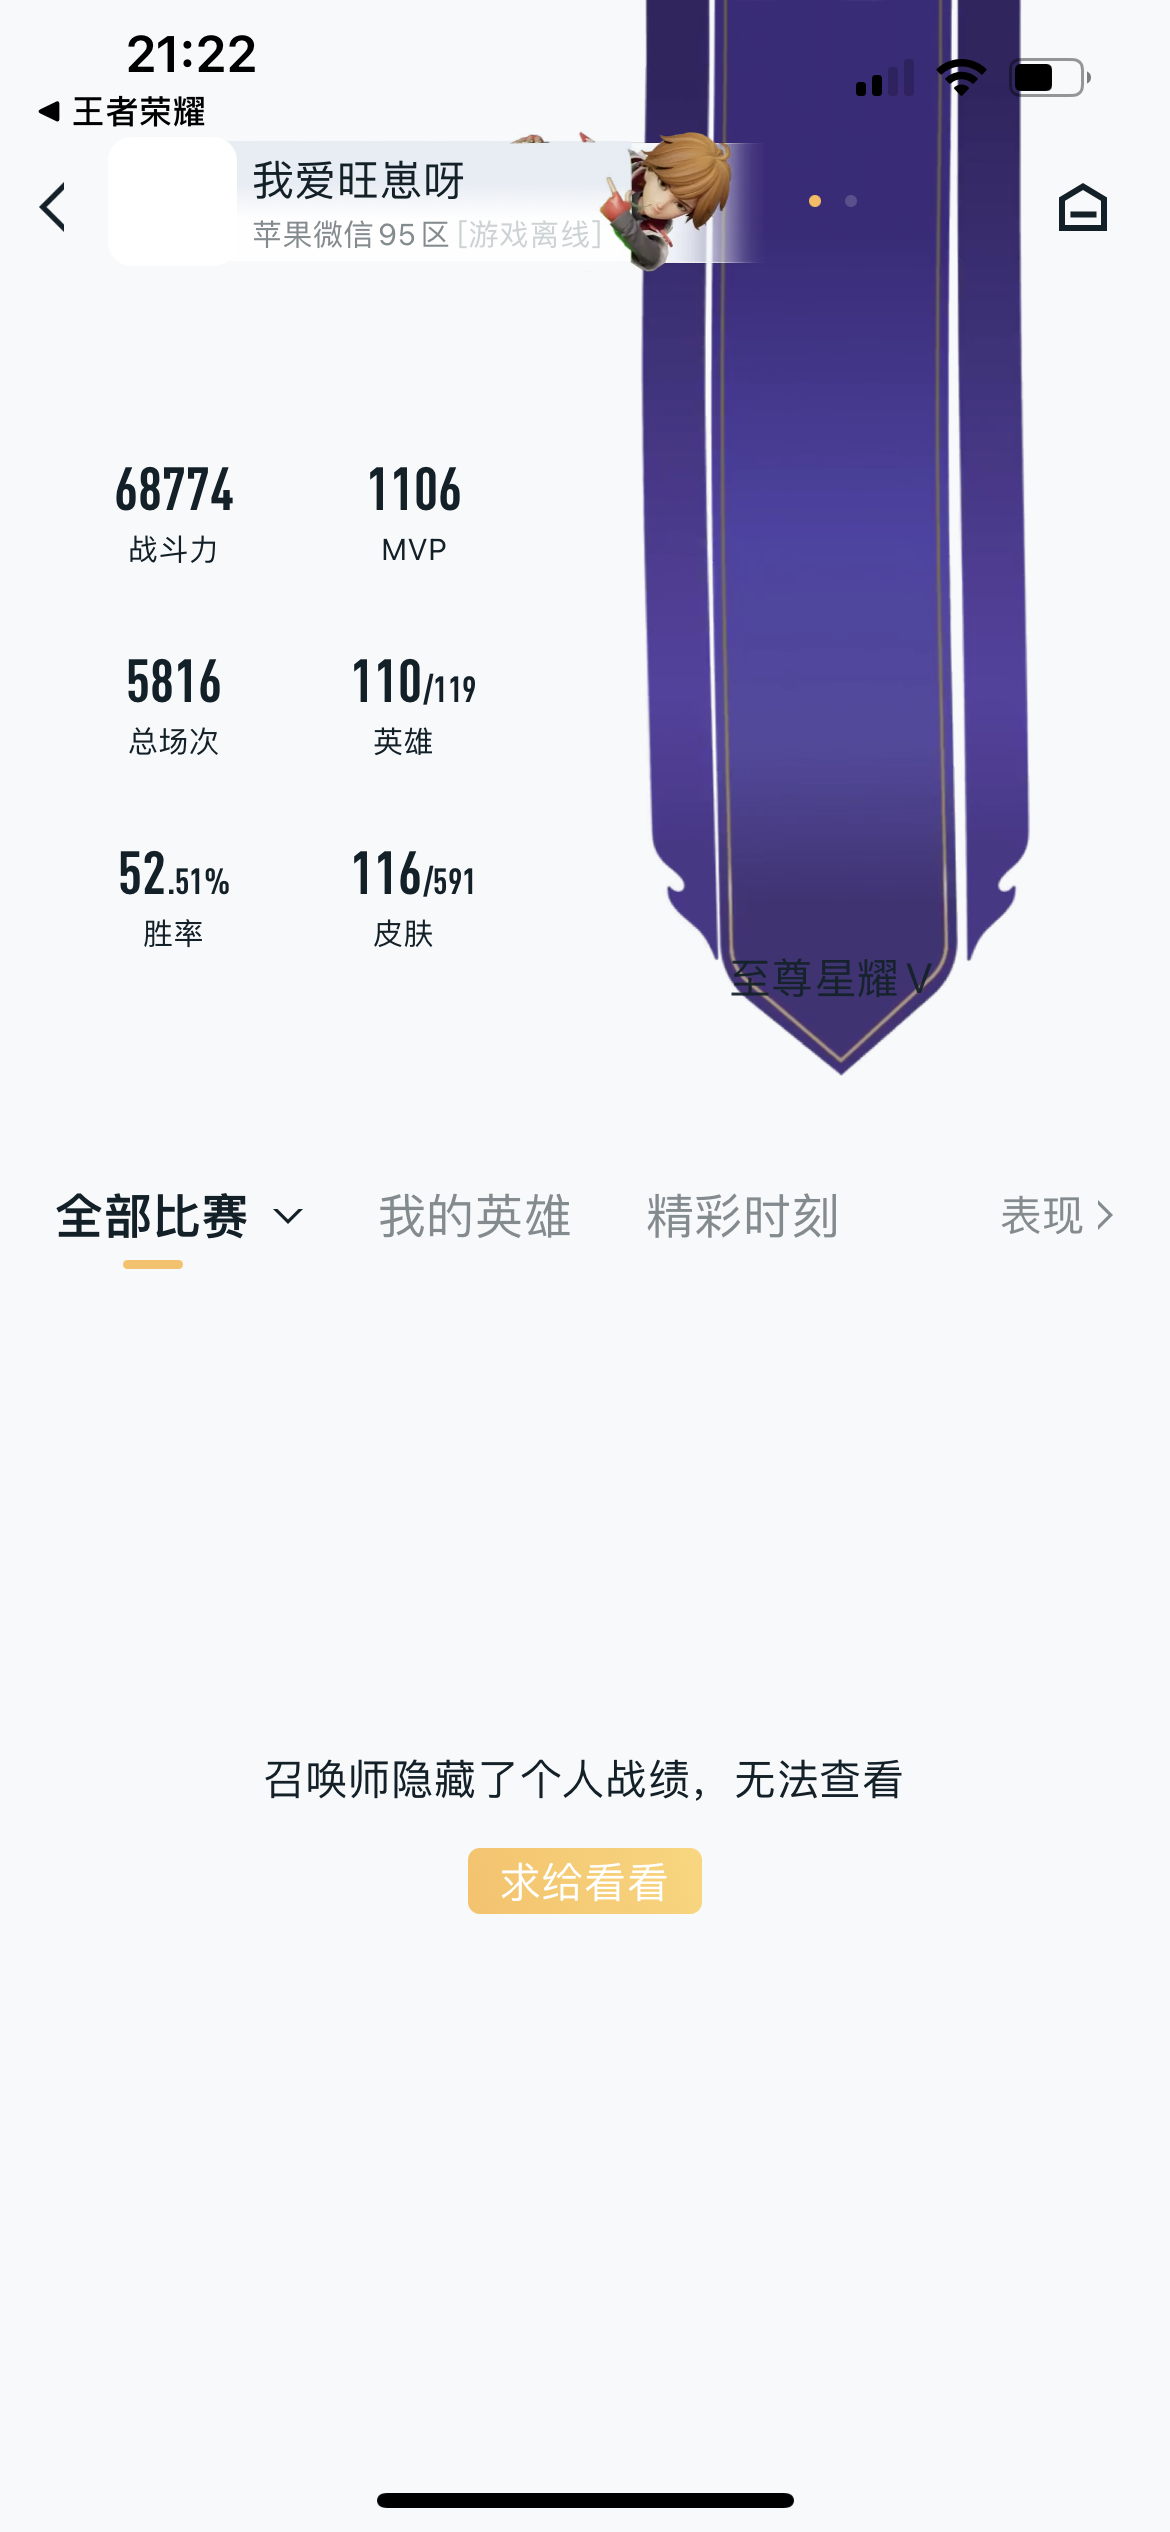 21:22
王者荣耀
我爱旺崽呀
苹果微信95区[游戏离线]
68774
战斗力
1106
MVP
5816
总场次
110/119
英雄
52.51%
胜率
116/591
皮肤
至尊星耀 V
全部比赛
我的英雄
精彩时刻
表现
召唤师隐藏了个人战绩，无法查看
求给看看